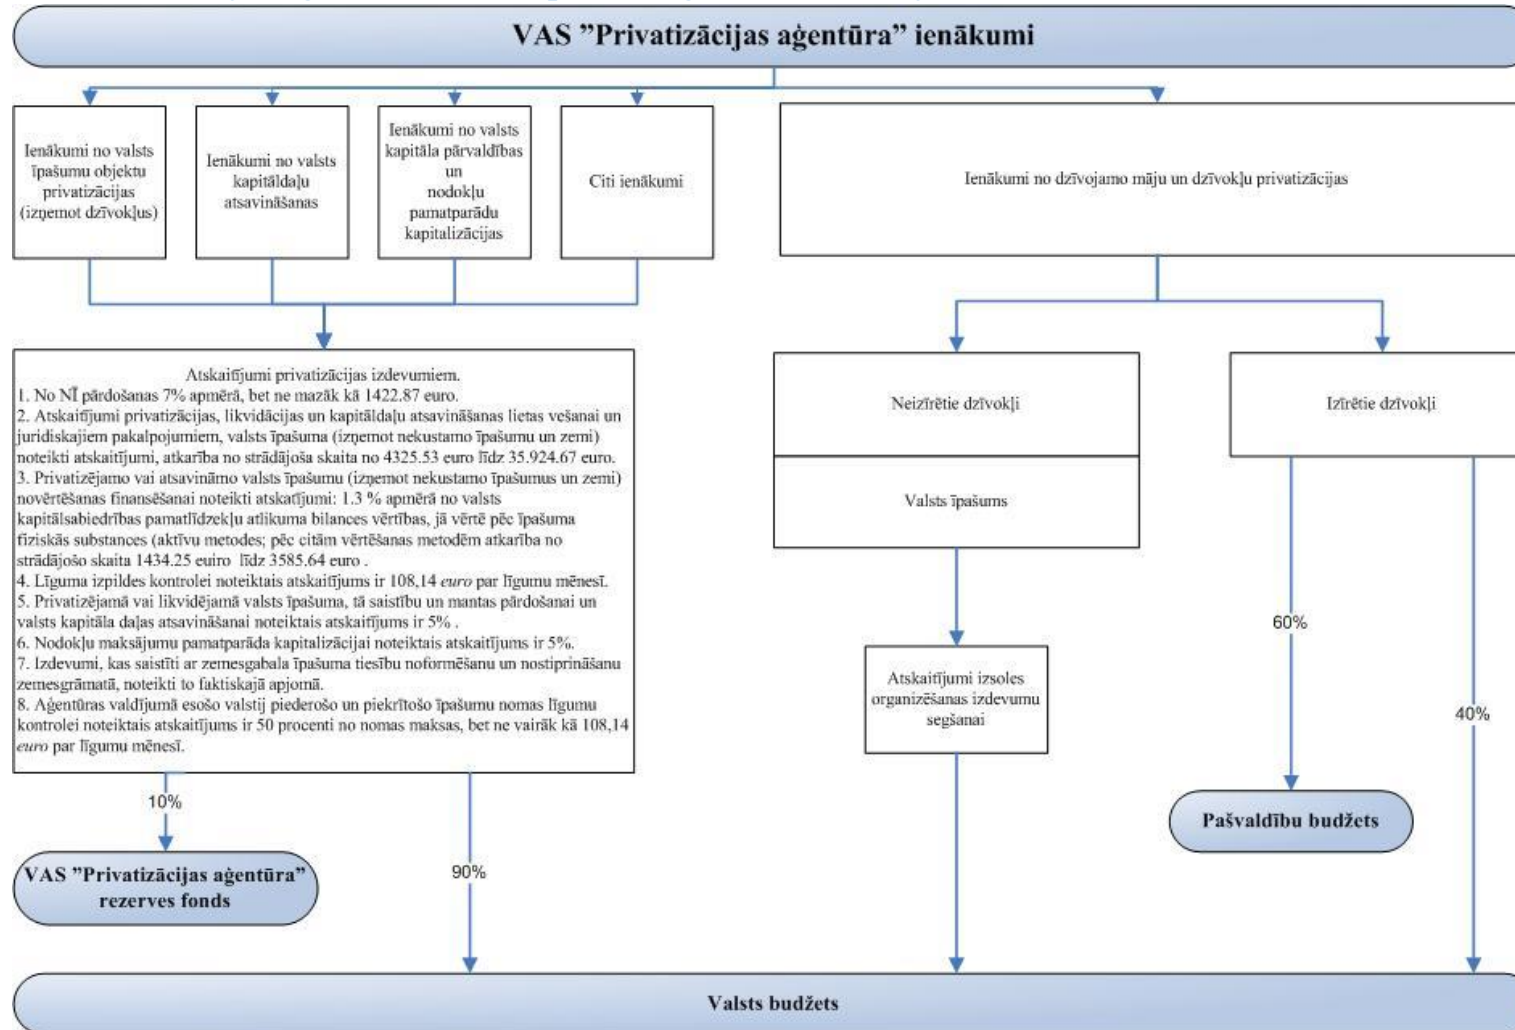 VAS ”Privatizācijas aģentūra” ienākumi
Ienākumi no valsts
īpašumu objektu
privatizācijas
(izņemot dzīvokļus)
Ienākumi no valsts
kapitāldaļu
atsavināšanas
Ienākumi no valsts
kapitāla pārvaldības
un
nodokļu
pamatparādu
kapitalizācijas
Citi ienākumi
Ienākumi no dzīvojamo māju un dzīvokļu privatizācijas
Atskaitījumi privatizācijas izdevumiem.
1. No NĪ pārdošanas 7% apmērā, bet ne mazāk kā 1422.87 euro.
2. Atskaitījumi privatizācijas, likvidācijas un kapitāldaļu atsavināšanas lietas vešanai un
juridiskajiem pakalpojumiem, valsts īpašuma (izņemot nekustamo īpašumu un zemi)
noteikti atskaitījumi, atkarība no strādājoša skaita no 4325.53 euro līdz 35.924.67 euro.
3. Privatizējamo vai atsavināmo valsts īpašumu (izņemot nekustamo īpašumus un zemi)
novērtēšanas finansēšanai noteikti atskatījumi: 1.3 % apmērā no valsts
kapitālsabiedrības pamatlīdzekļu atlikuma bilances vērtības, jā vērtē pēc īpašuma
fiziskās substances (aktīvu metodes; pēc citām vērtēšanas metodēm atkarība no
strādājošo skaita 1434.25 euiro līdz 3585.64 euro .
4. Līguma izpildes kontrolei noteiktais atskaitījums ir 108,14 euro par līgumu mēnesī.
5. Privatizējamā vai likvidējamā valsts īpašuma, tā saistību un mantas pārdošanai un
valsts kapitāla daļas atsavināšanai noteiktais atskaitījums ir 5% .
6. Nodokļu maksājumu pamatparāda kapitalizācijai noteiktais atskaitījums ir 5%.
7. Izdevumi, kas saistīti ar zemesgabala īpašuma tiesību noformēšanu un nostiprināšanu
zemesgrāmatā, noteikti to faktiskajā apjomā.
8. Aģentūras valdījumā esošo valstij piederošo un piekrītošo īpašumu nomas līgumu
kontrolei noteiktais atskaitījums ir 50 procenti no nomas maksas, bet ne vairāk kā 108,14
euro par līgumu mēnesī.
Neizīrētie dzīvokļi
Valsts īpašums
Izīrētie dzīvokļi
Atskaitījumi izsoles
organizēšanas izdevumu
segšanai
60%
40%
10%
90%
Pašvaldību budžets
VAS ”Privatizācijas aģentūra”
rezerves fonds
Valsts budžets